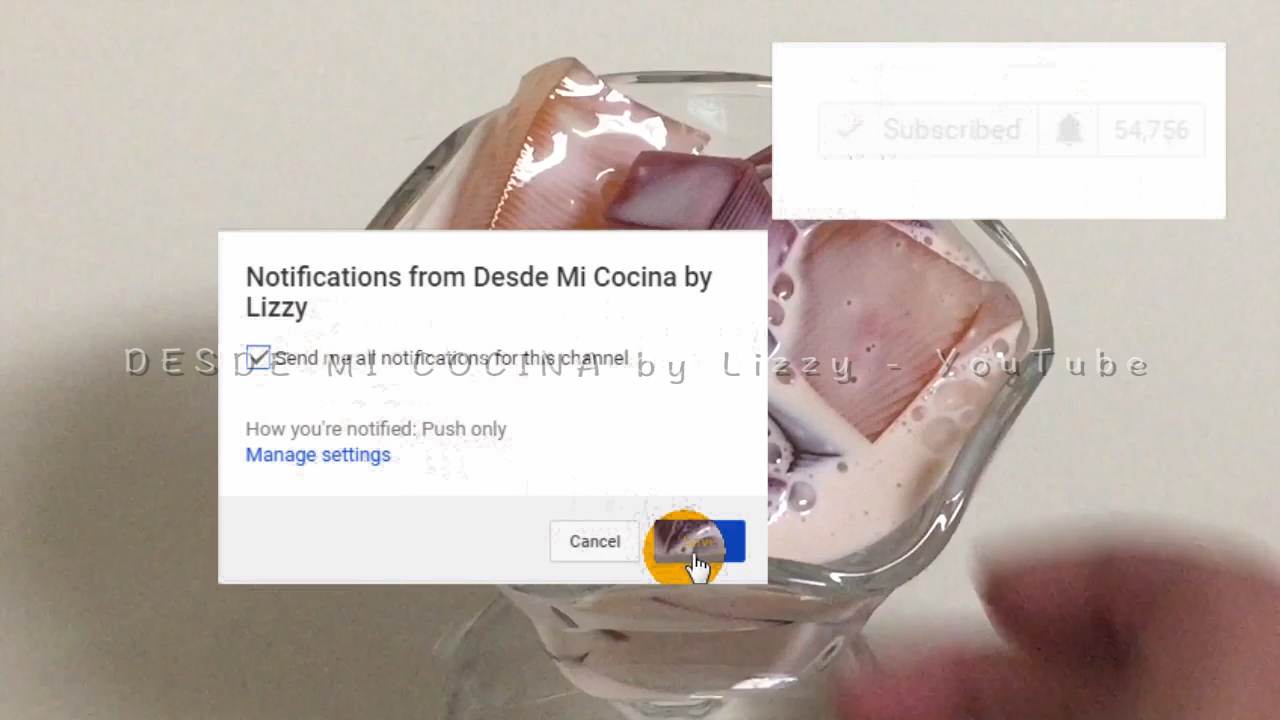 Subscribed 54,756
Notifications from Desde Mi Cocina by
Lizzy
Send me all notifications for this channel
DESDE MI COCINA by Lizzy - YouTube
How you're notified: Push only
Manage settings
Cancel Save